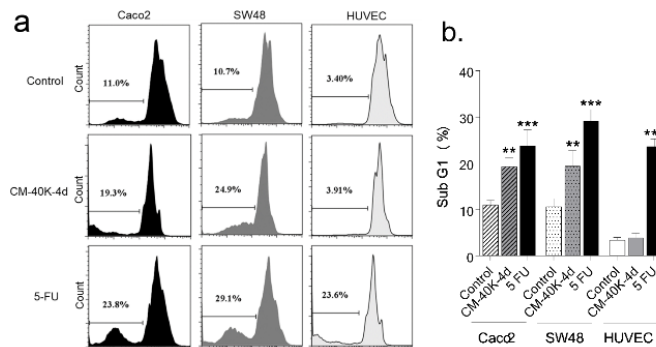 a
Caco2 SW48 HUVEC
Control
Count
11.0%
10.7%
3.40%
CM-40K-4d
Count
19.3%
24.9%
3.91%
5-FU
Count
23.8%
29.1%
23.6%
b.
Sub G1 (%)
40
30
20
10
0
** *** ** *** **
Control CM-40K-4d 5 FU Control CM-40K-4d 5 FU Control CM-40K-4d 5 FU
Caco2 SW48 HUVEC